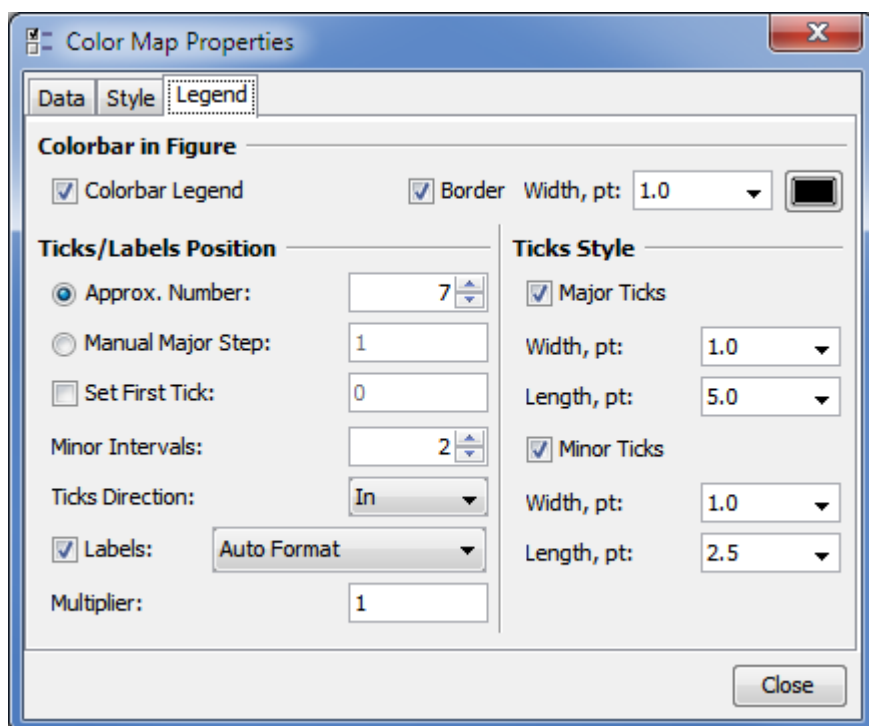 Color Map Properties
Data Style Legend
Colorbar in Figure
Colorbar Legend Border Width, pt: 1.0
Ticks/Labels Position
Approx. Number: 7
Manual Major Step: 1
Set First Tick: 0
Minor Intervals: 2
Ticks Direction: In
Labels: Auto Format
Multiplier: 1
Ticks Style
Major Ticks
Width, pt: 1.0
Length, pt: 5.0
Minor Ticks
Width, pt: 1.0
Length, pt: 2.5
Close